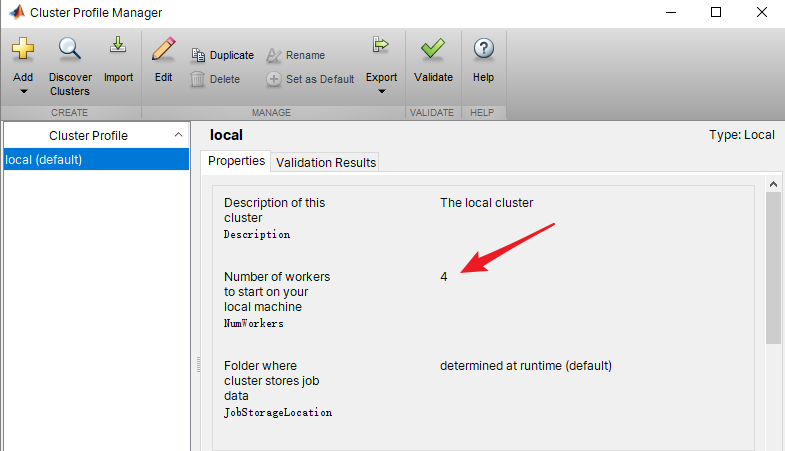 Cluster Profile Manager
Add
Discover
Clusters
Import
Edit
Duplicate
Delete
Rename
Set as Default
Export
Validate
Help
CREATE
MANAGE
VALIDATE
HELP
Cluster Profile
local (default)
local
Type: Local
Properties
Validation Results
Description of this
cluster
Description
The local cluster
Number of workers
to start on your
local machine
NumWorkers
4
Folder where
cluster stores job
data
JobStorageLocation
determined at runtime (default)